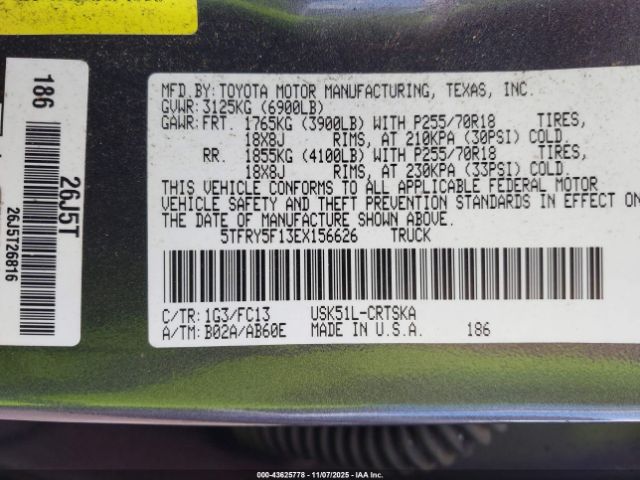 MFD. BY: TOYOTA MOTOR MANUFACTURING, TEXAS, INC.
GVWR: 3125KG (6900LB)
GAWR: FRT. 1765KG (3900LB) WITH P255/70R18 TIRES,
18X8J RIMS, AT 210KPA (30PSI) COLD.
RR. 1855KG (4100LB) WITH P255/70R18 TIRES,
18X8J RIMS, AT 230KPA (33PSI) COLD.
THIS VEHICLE CONFORMS TO ALL APPLICABLE FEDERAL MOTOR
VEHICLE SAFETY AND THEFT PREVENTION STANDARDS IN EFFECT ON
THE DATE OF MANUFACTURE SHOWN ABOVE.
5TFRY5F13EX156626 TRUCK
C/TR: 1G3/FC13 USK51L-CRTSKA
A/TM: B02A/AB60E MADE IN U.S.A. 186
186
26J5T
26J5T26816
000-43625778 - 11/07/2025 - IAAI, Inc.